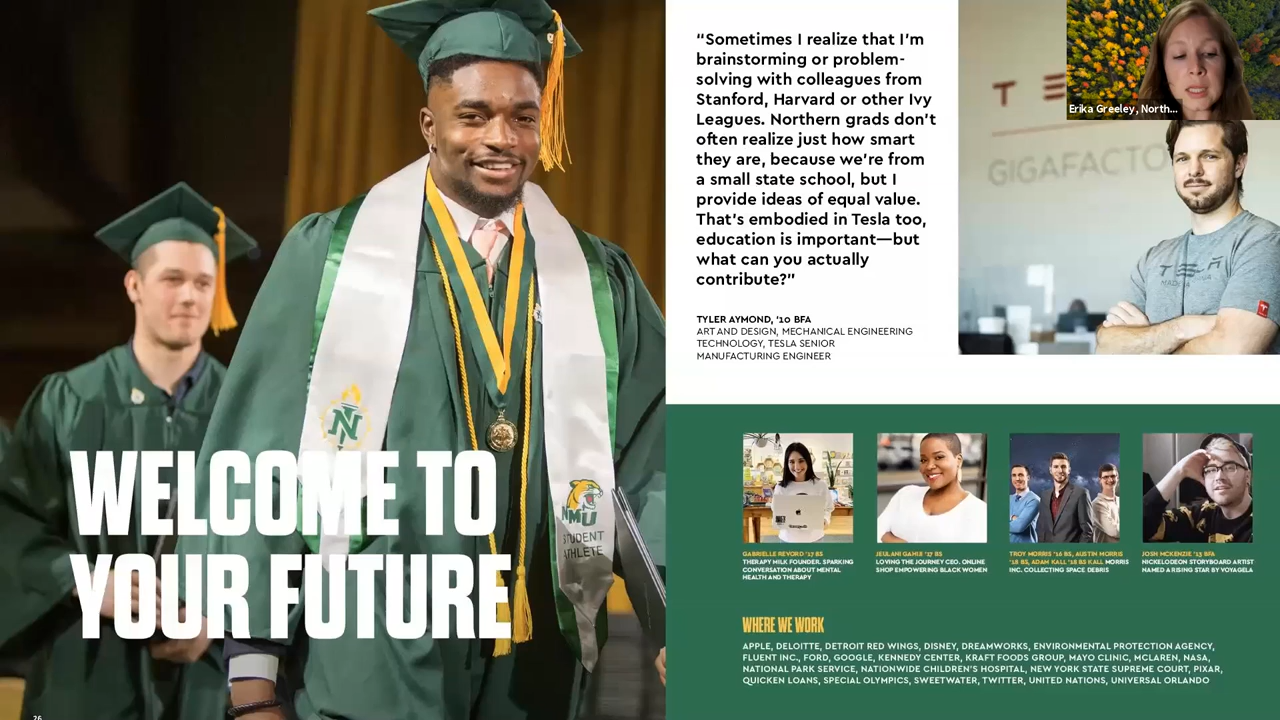 WELCOME TO
YOUR FUTURE
N
NMU
STUDENT
ATHLETE
26
“Sometimes I realize that I’m
brainstorming or problem-
solving with colleagues from
Stanford, Harvard or other Ivy
Leagues. Northern grads don’t
often realize just how smart
they are, because we’re from
a small state school, but I
provide ideas of equal value.
That’s embodied in Tesla too,
education is important—but
what can you actually
contribute?”
TYLER AYMOND, ’10 BFA
ART AND DESIGN, MECHANICAL ENGINEERING
TECHNOLOGY, TESLA SENIOR
MANUFACTURING ENGINEER
T E
GIGAFACTO
Erika Greeley, North...
TESLA
GABRIELLE REVORD ’17 BS
THERAPY MILK FOUNDER. SPARKING
CONVERSATION ABOUT MENTAL
HEALTH AND THERAPY
’17 BS
LOVING THE JOURNEY CEO. ONLINE
SHOP EMPOWERING BLACK WOMEN
TROY MORRIS ’16 BS, AUSTIN MORRIS
’18 BS, ADAM KALL ’18 BS KALL MORRIS
INC. COLLECTING SPACE DEBRIS
JOSH MCKENZIE ’13 BFA
NICKELODEON STORYBOARD ARTIST
NAMED A RISING STAR BY VOYAGELA
WHERE WE WORK
APPLE, DELOITTE, DETROIT RED WINGS, DISNEY, DREAMWORKS, ENVIRONMENTAL PROTECTION AGENCY,
FLUENT INC., FORD, GOOGLE, KENNEDY CENTER, KRAFT FOODS GROUP, MAYO CLINIC, MCLAREN, NASA,
NATIONAL PARK SERVICE, NATIONWIDE CHILDREN’S HOSPITAL, NEW YORK STATE SUPREME COURT, PIXAR,
QUICKEN LOANS, SPECIAL OLYMPICS, SWEETWATER, TWITTER, UNITED NATIONS, UNIVERSAL ORLANDO